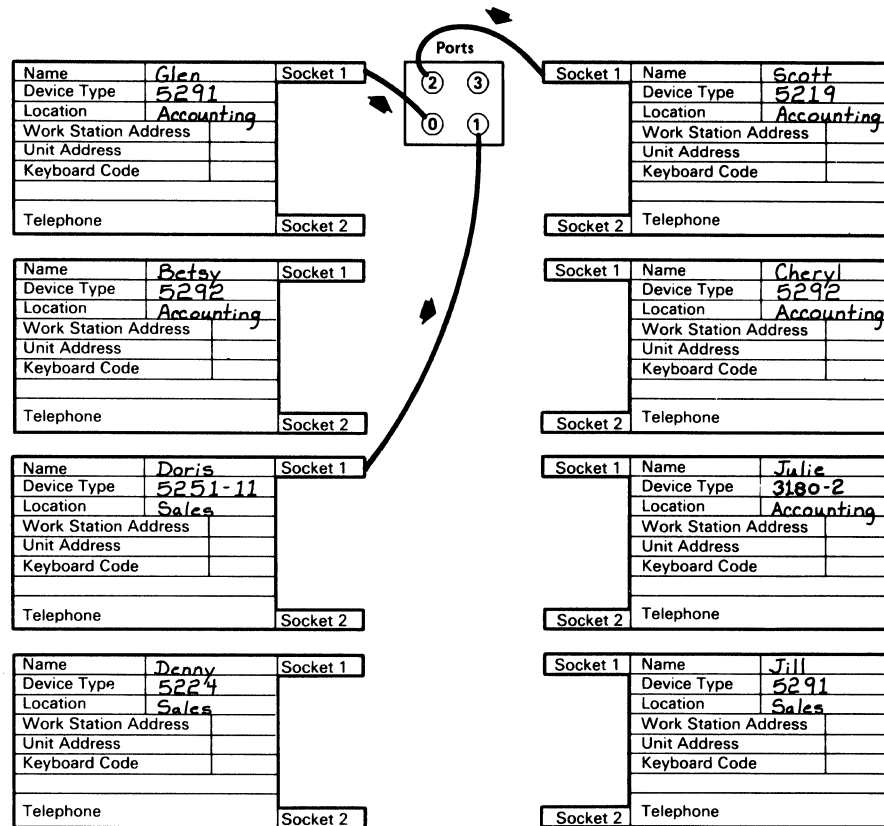 Ports
2 3
0 1
Name Glen Socket 1
Device Type 5291
Location Accounting
Work Station Address
Unit Address
Keyboard Code
Telephone
Socket 2
Socket 1 Name Scott
Device Type 5219
Location Accounting
Work Station Address
Unit Address
Keyboard Code
Socket 2 Telephone
Name Betsy Socket 1
Device Type 5292
Location Accounting
Work Station Address
Unit Address
Keyboard Code
Telephone
Socket 2
Socket 1 Name Cheryl
Device Type 5292
Location Accounting
Work Station Address
Unit Address
Keyboard Code
Socket 2 Telephone
Name Doris Socket 1
Device Type 5251-11
Location Sales
Work Station Address
Unit Address
Keyboard Code
Telephone
Socket 2
Socket 1 Name Julie
Device Type 3180-2
Location Accounting
Work Station Address
Unit Address
Keyboard Code
Socket 2 Telephone
Name Denny Socket 1
Device Type 5224
Location Sales
Work Station Address
Unit Address
Keyboard Code
Telephone
Socket 2
Socket 1 Name Jill
Device Type 5291
Location Sales
Work Station Address
Unit Address
Keyboard Code
Socket 2 Telephone